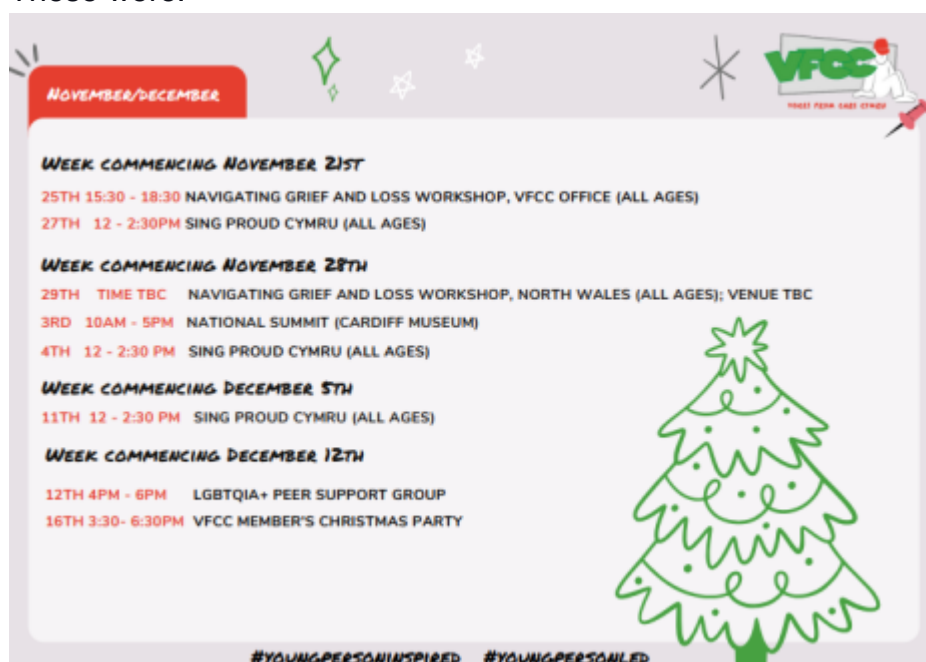 NOVEMBER/DECEMBER
VFCC
VOICES FROM CARE CYMRU
WEEK COMMENCING NOVEMBER 21ST
25TH 15:30 - 18:30 NAVIGATING GRIEF AND LOSS WORKSHOP, VFCC OFFICE (ALL AGES)
27TH 12 - 2:30PM SING PROUD CYMRU (ALL AGES)
WEEK COMMENCING NOVEMBER 28TH
29TH TIME TBC NAVIGATING GRIEF AND LOSS WORKSHOP, NORTH WALES (ALL AGES); VENUE TBC
3RD 10AM - 5PM NATIONAL SUMMIT (CARDIFF MUSEUM)
4TH 12 - 2:30 PM SING PROUD CYMRU (ALL AGES)
WEEK COMMENCING DECEMBER 5TH
11TH 12 - 2:30 PM SING PROUD CYMRU (ALL AGES)
WEEK COMMENCING DECEMBER 12TH
12TH 4PM - 6PM LGBTQIA+ PEER SUPPORT GROUP
16TH 3:30- 6:30PM VFCC MEMBER'S CHRISTMAS PARTY
#YOUNGPERSONINSPIRED #YOUNGPERSONLED